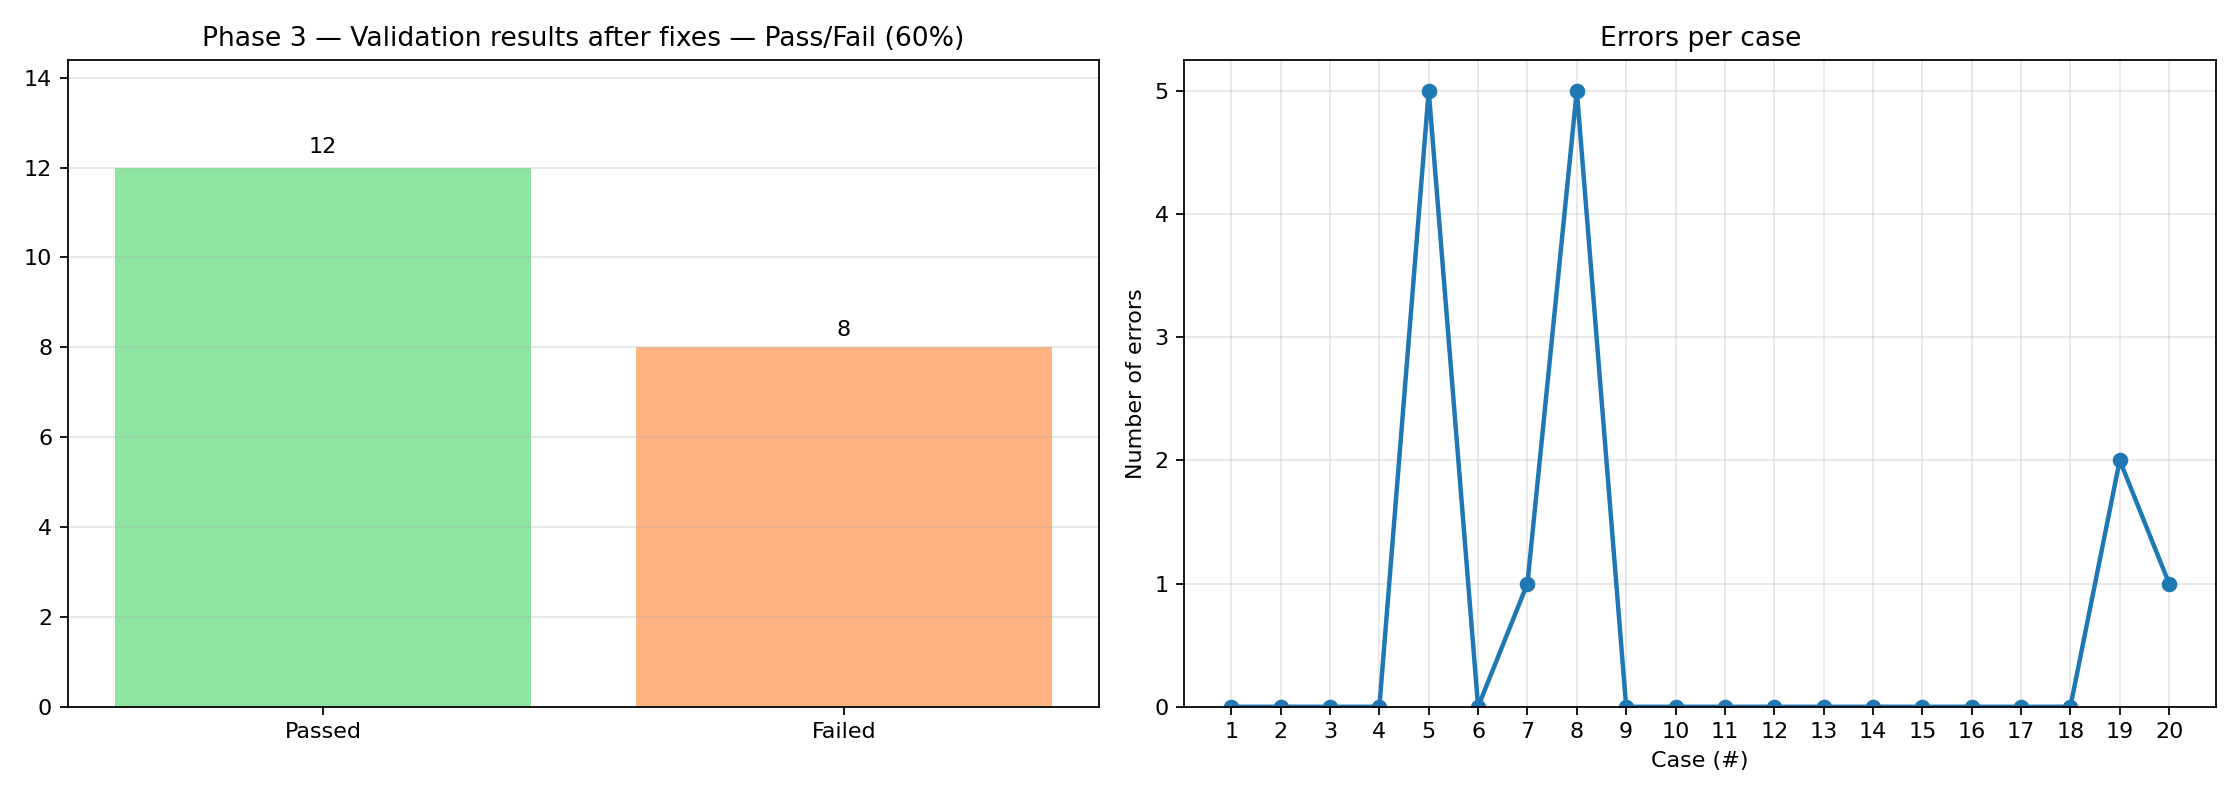 Phase 3 — Validation results after fixes — Pass/Fail (60%)
14
12
10
8
6
4
2
0
12
8
Passed
Failed
Errors per case
Number of errors
5
4
3
2
1
0
1 2 3 4 5 6 7 8 9 10 11 12 13 14 15 16 17 18 19 20
Case (#)